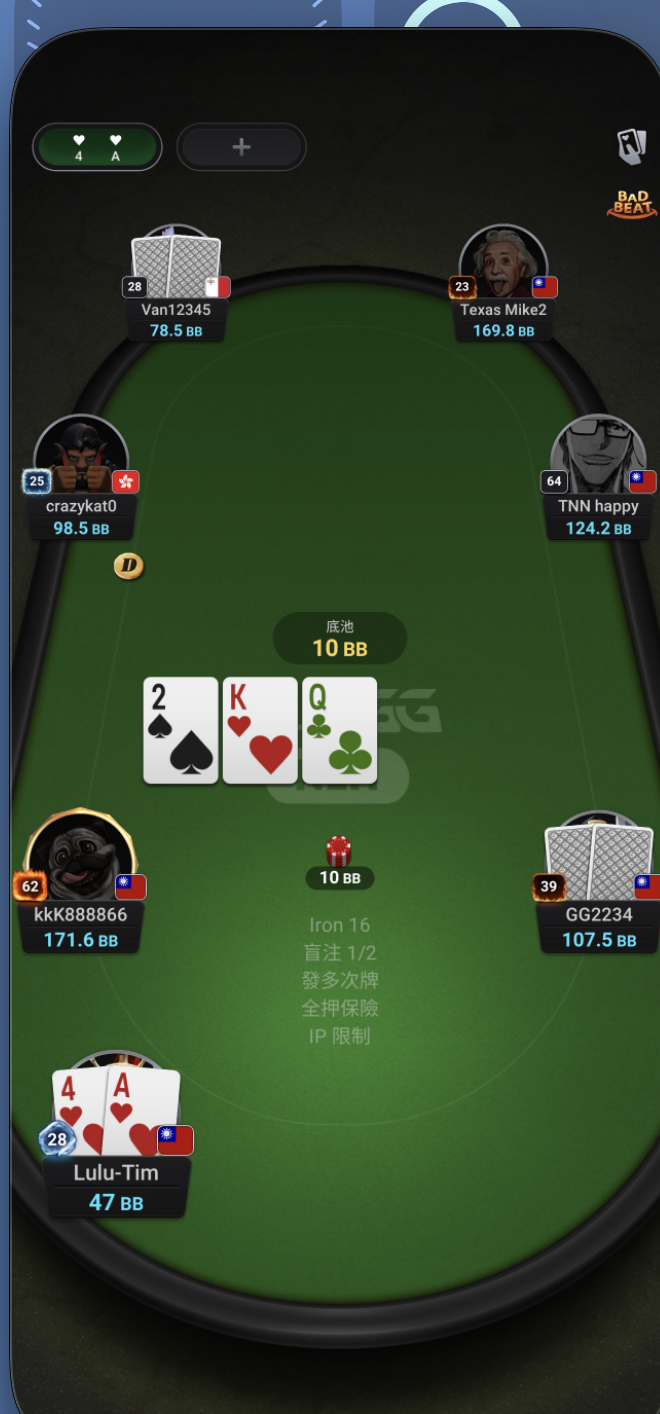 4 A
+
BAD
BEAT
28
Van12345
78.5 BB
23
Texas Mike2
169.8 BB
25
crazykat0
98.5 BB
64
TNN happy
124.2 BB
D
底池
10 BB
2
K
Q
GG
10 BB
62
kkK888866
171.6 BB
39
GG2234
107.5 BB
Iron 16
盲注 1/2
發多次牌
全押保險
IP 限制
4 A
28
Lulu-Tim
47 BB